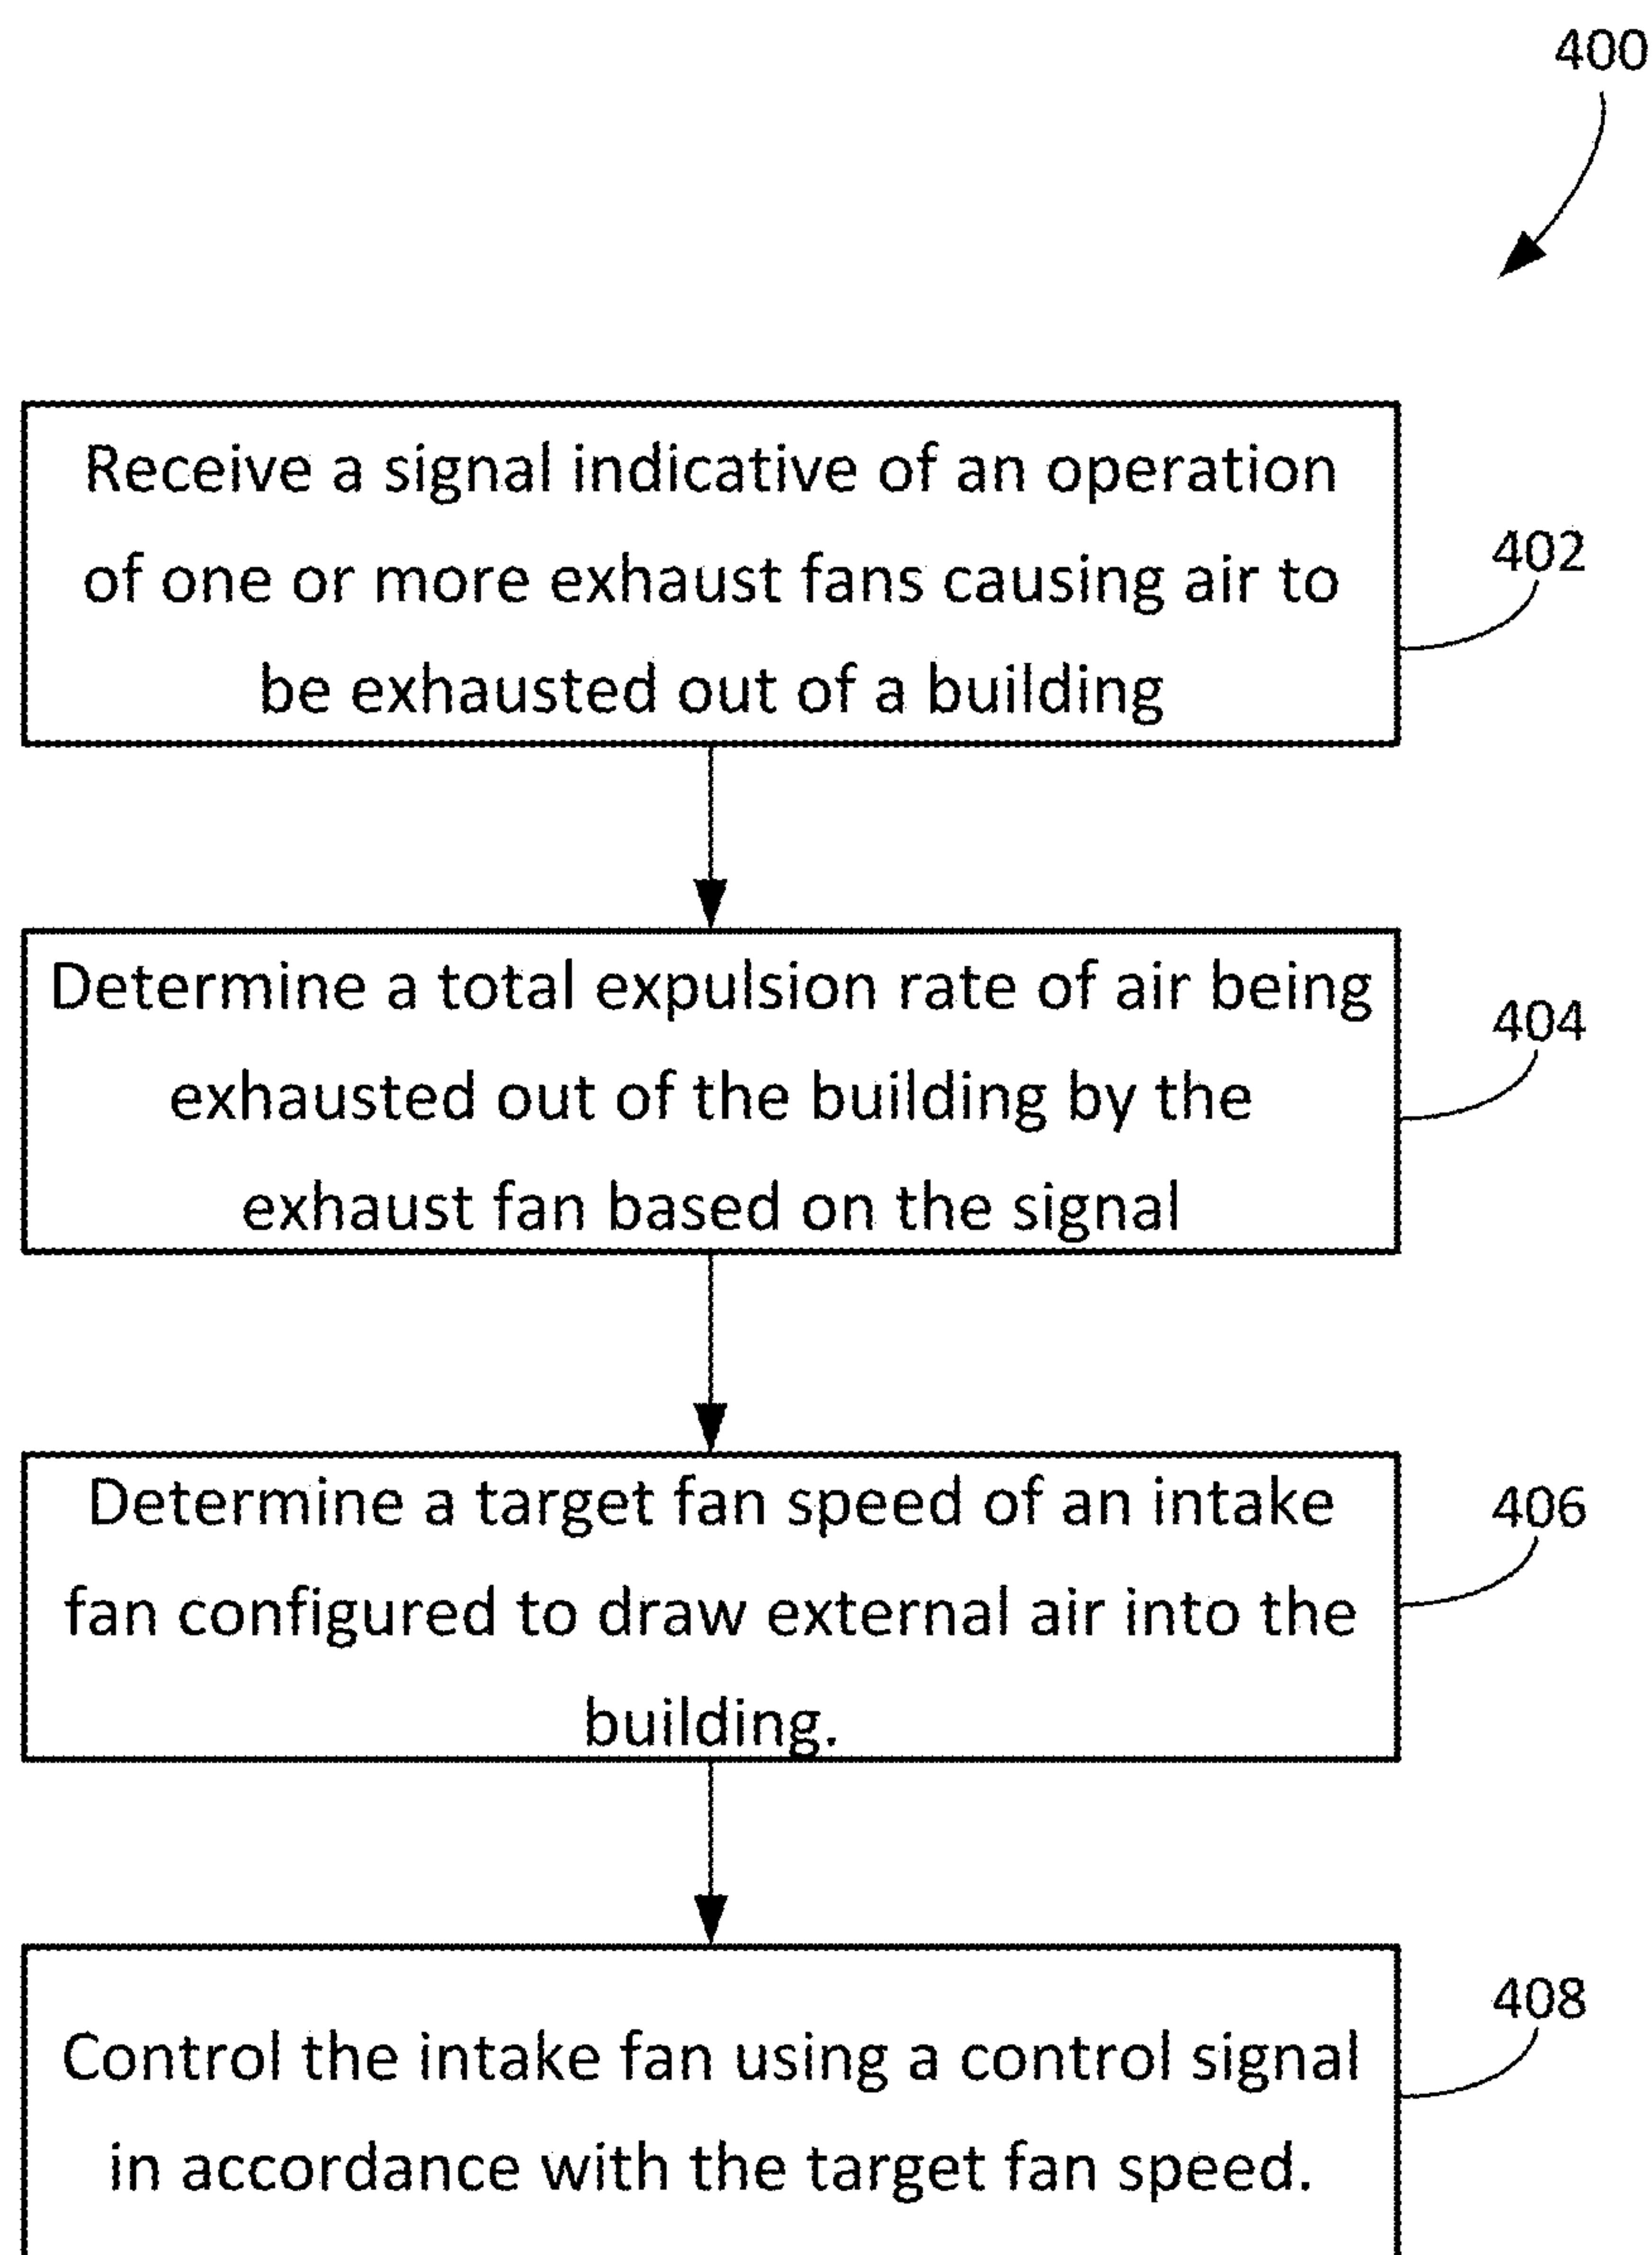 400
Receive a signal indicative of an operation
of one or more exhaust fans causing air to
be exhausted out of a building
402
Determine a total expulsion rate of air being
exhausted out of the building by the
exhaust fan based on the signal
404
Determine a target fan speed of an intake
fan configured to draw external air into the
building.
406
Control the intake fan using a control signal
in accordance with the target fan speed.
408